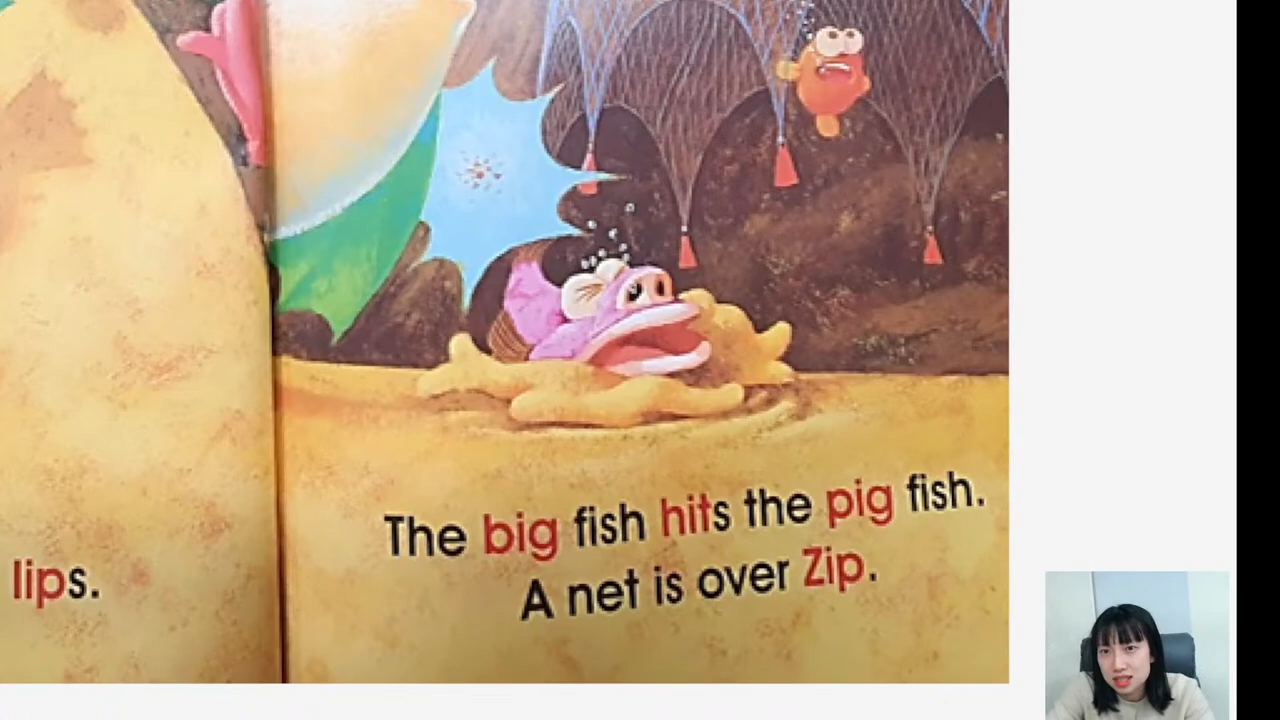 lips.
The big fish hits the pig fish.
A net is over Zip.